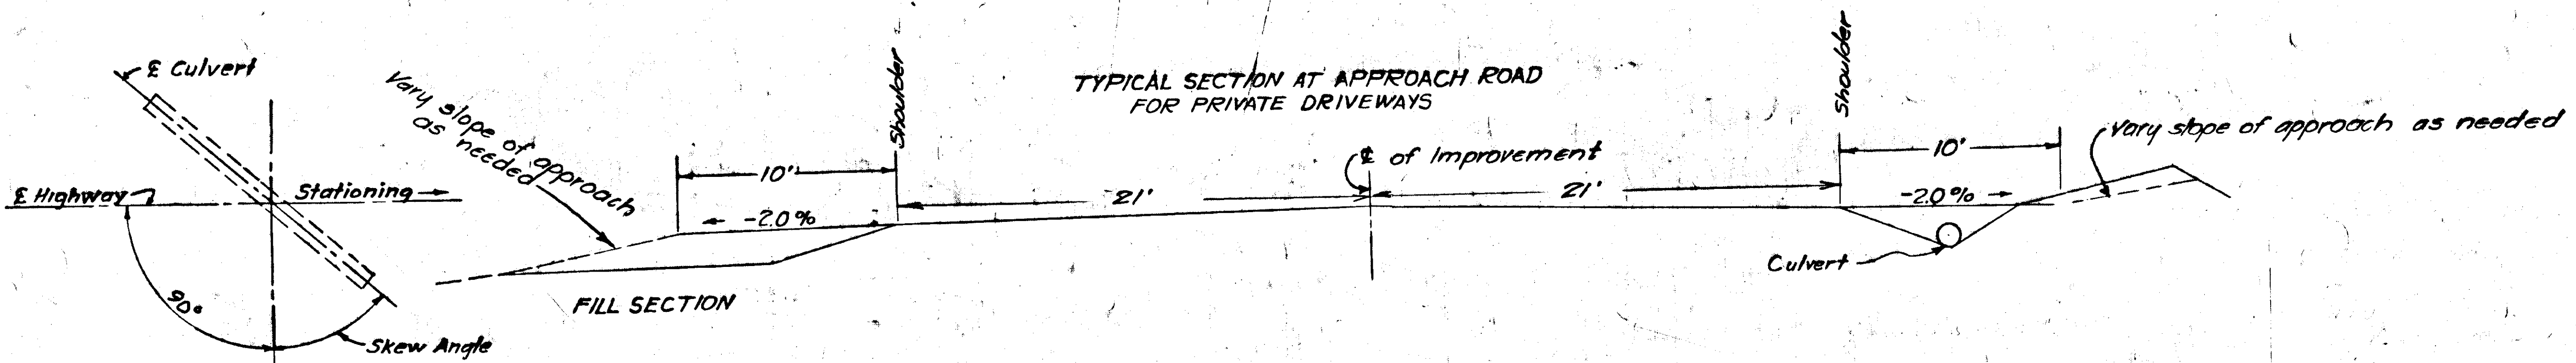 ℄ Culvert
℄ Highway
Stationing →
90°
Skew Angle
Vary slope of approach
as needed
10'
← -2.0%
Shoulder
FILL SECTION
TYPICAL SECTION AT APPROACH ROAD
FOR PRIVATE DRIVEWAYS
℄ of Improvement
21'
21'
Shoulder
10'
-2.0% →
Vary slope of approach as needed
Culvert